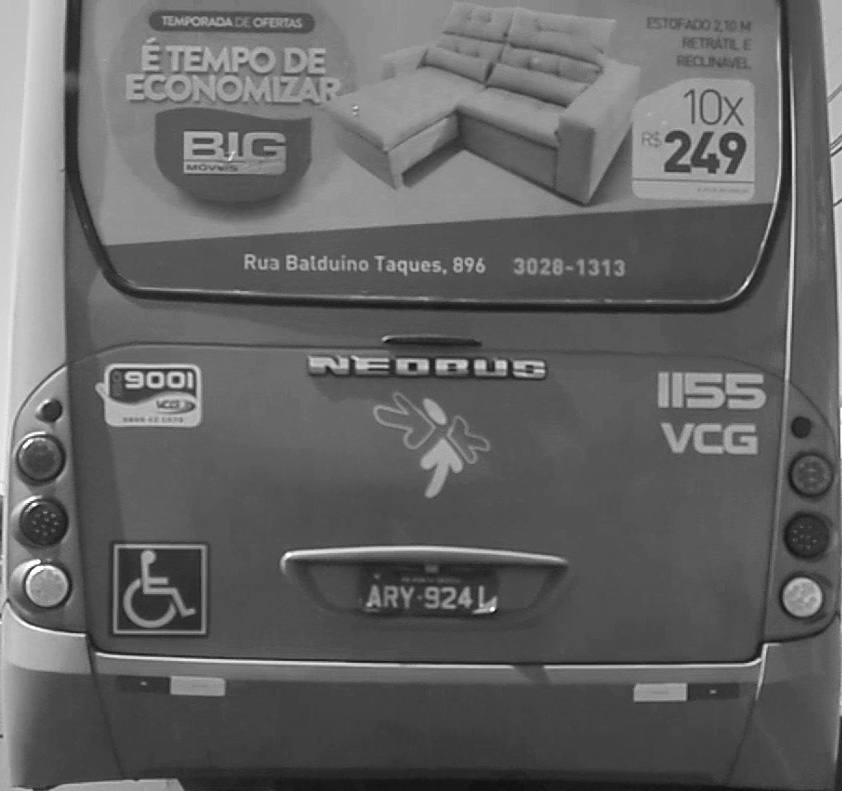 TEMPORADA DE OFERTAS
É TEMPO DE
ECONOMIZAR
BIG
MÓVEIS
ESTOFADO 2,10 M
RETRÁTIL E
RECLINÁVEL
10X
R$ 249
Rua Balduíno Taques, 896 3028-1313
NEOBUS
9001
VCG
1155
VCG
ARY-9241